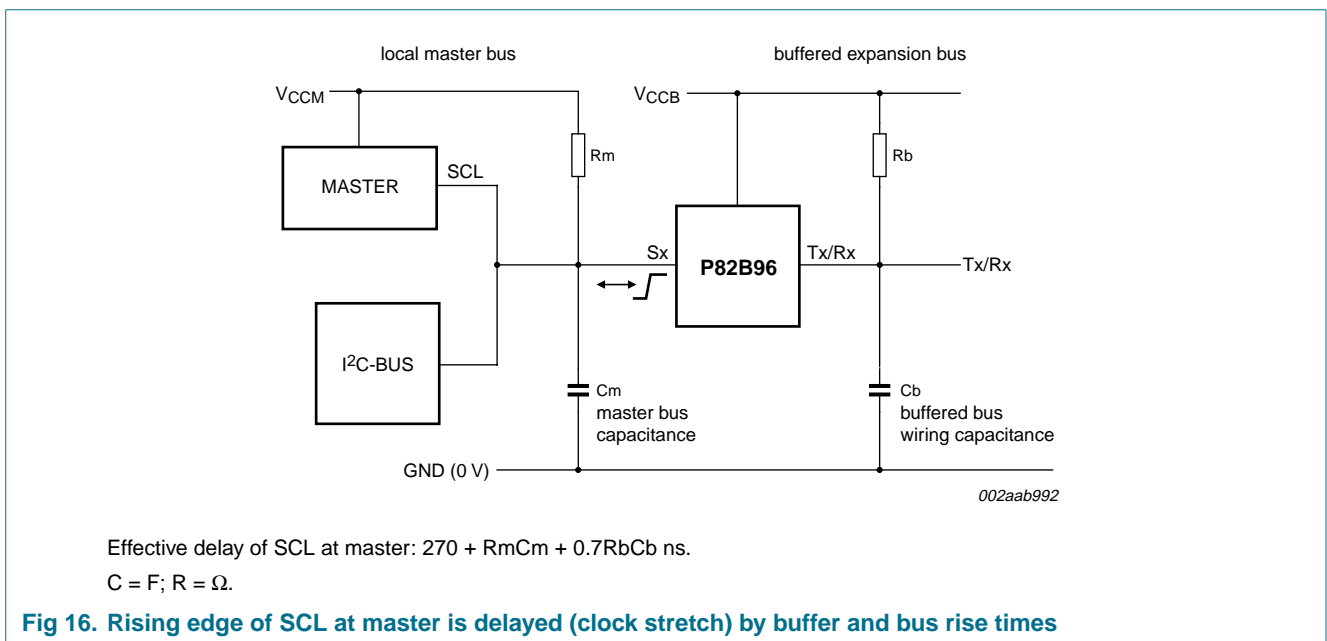 local master bus
buffered expansion bus
VCCM
VCCB
Rm
Rb
MASTER
SCL
Sx
P82B96
Tx/Rx
Tx/Rx
I2C-BUS
Cm
master bus
capacitance
Cb
buffered bus
wiring capacitance
GND (0 V)
002aab992
Effective delay of SCL at master: 270 + RmCm + 0.7RbCb ns.
C = F; R = Ω.
Fig 16. Rising edge of SCL at master is delayed (clock stretch) by buffer and bus rise times